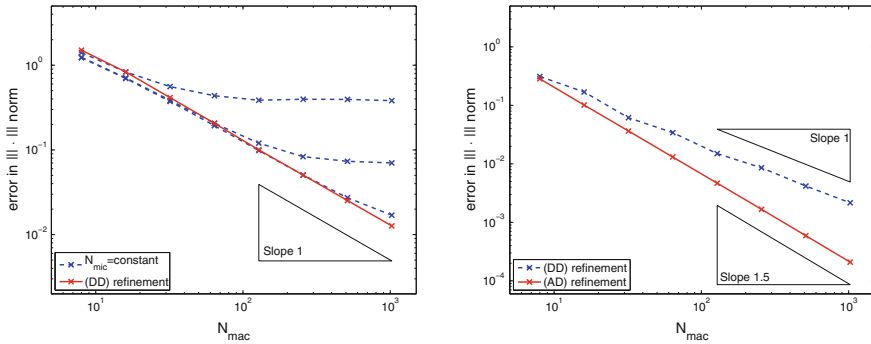 error in ||| · ||| norm
10^0
10^-1
10^-2
10^1
10^2
10^3
N_mac
Slope 1
N_mic=constant
(DD) refinement
error in ||| · ||| norm
10^0
10^-1
10^-2
10^-3
10^-4
10^1
10^2
10^3
N_mac
Slope 1
Slope 1.5
(DD) refinement
(AD) refinement